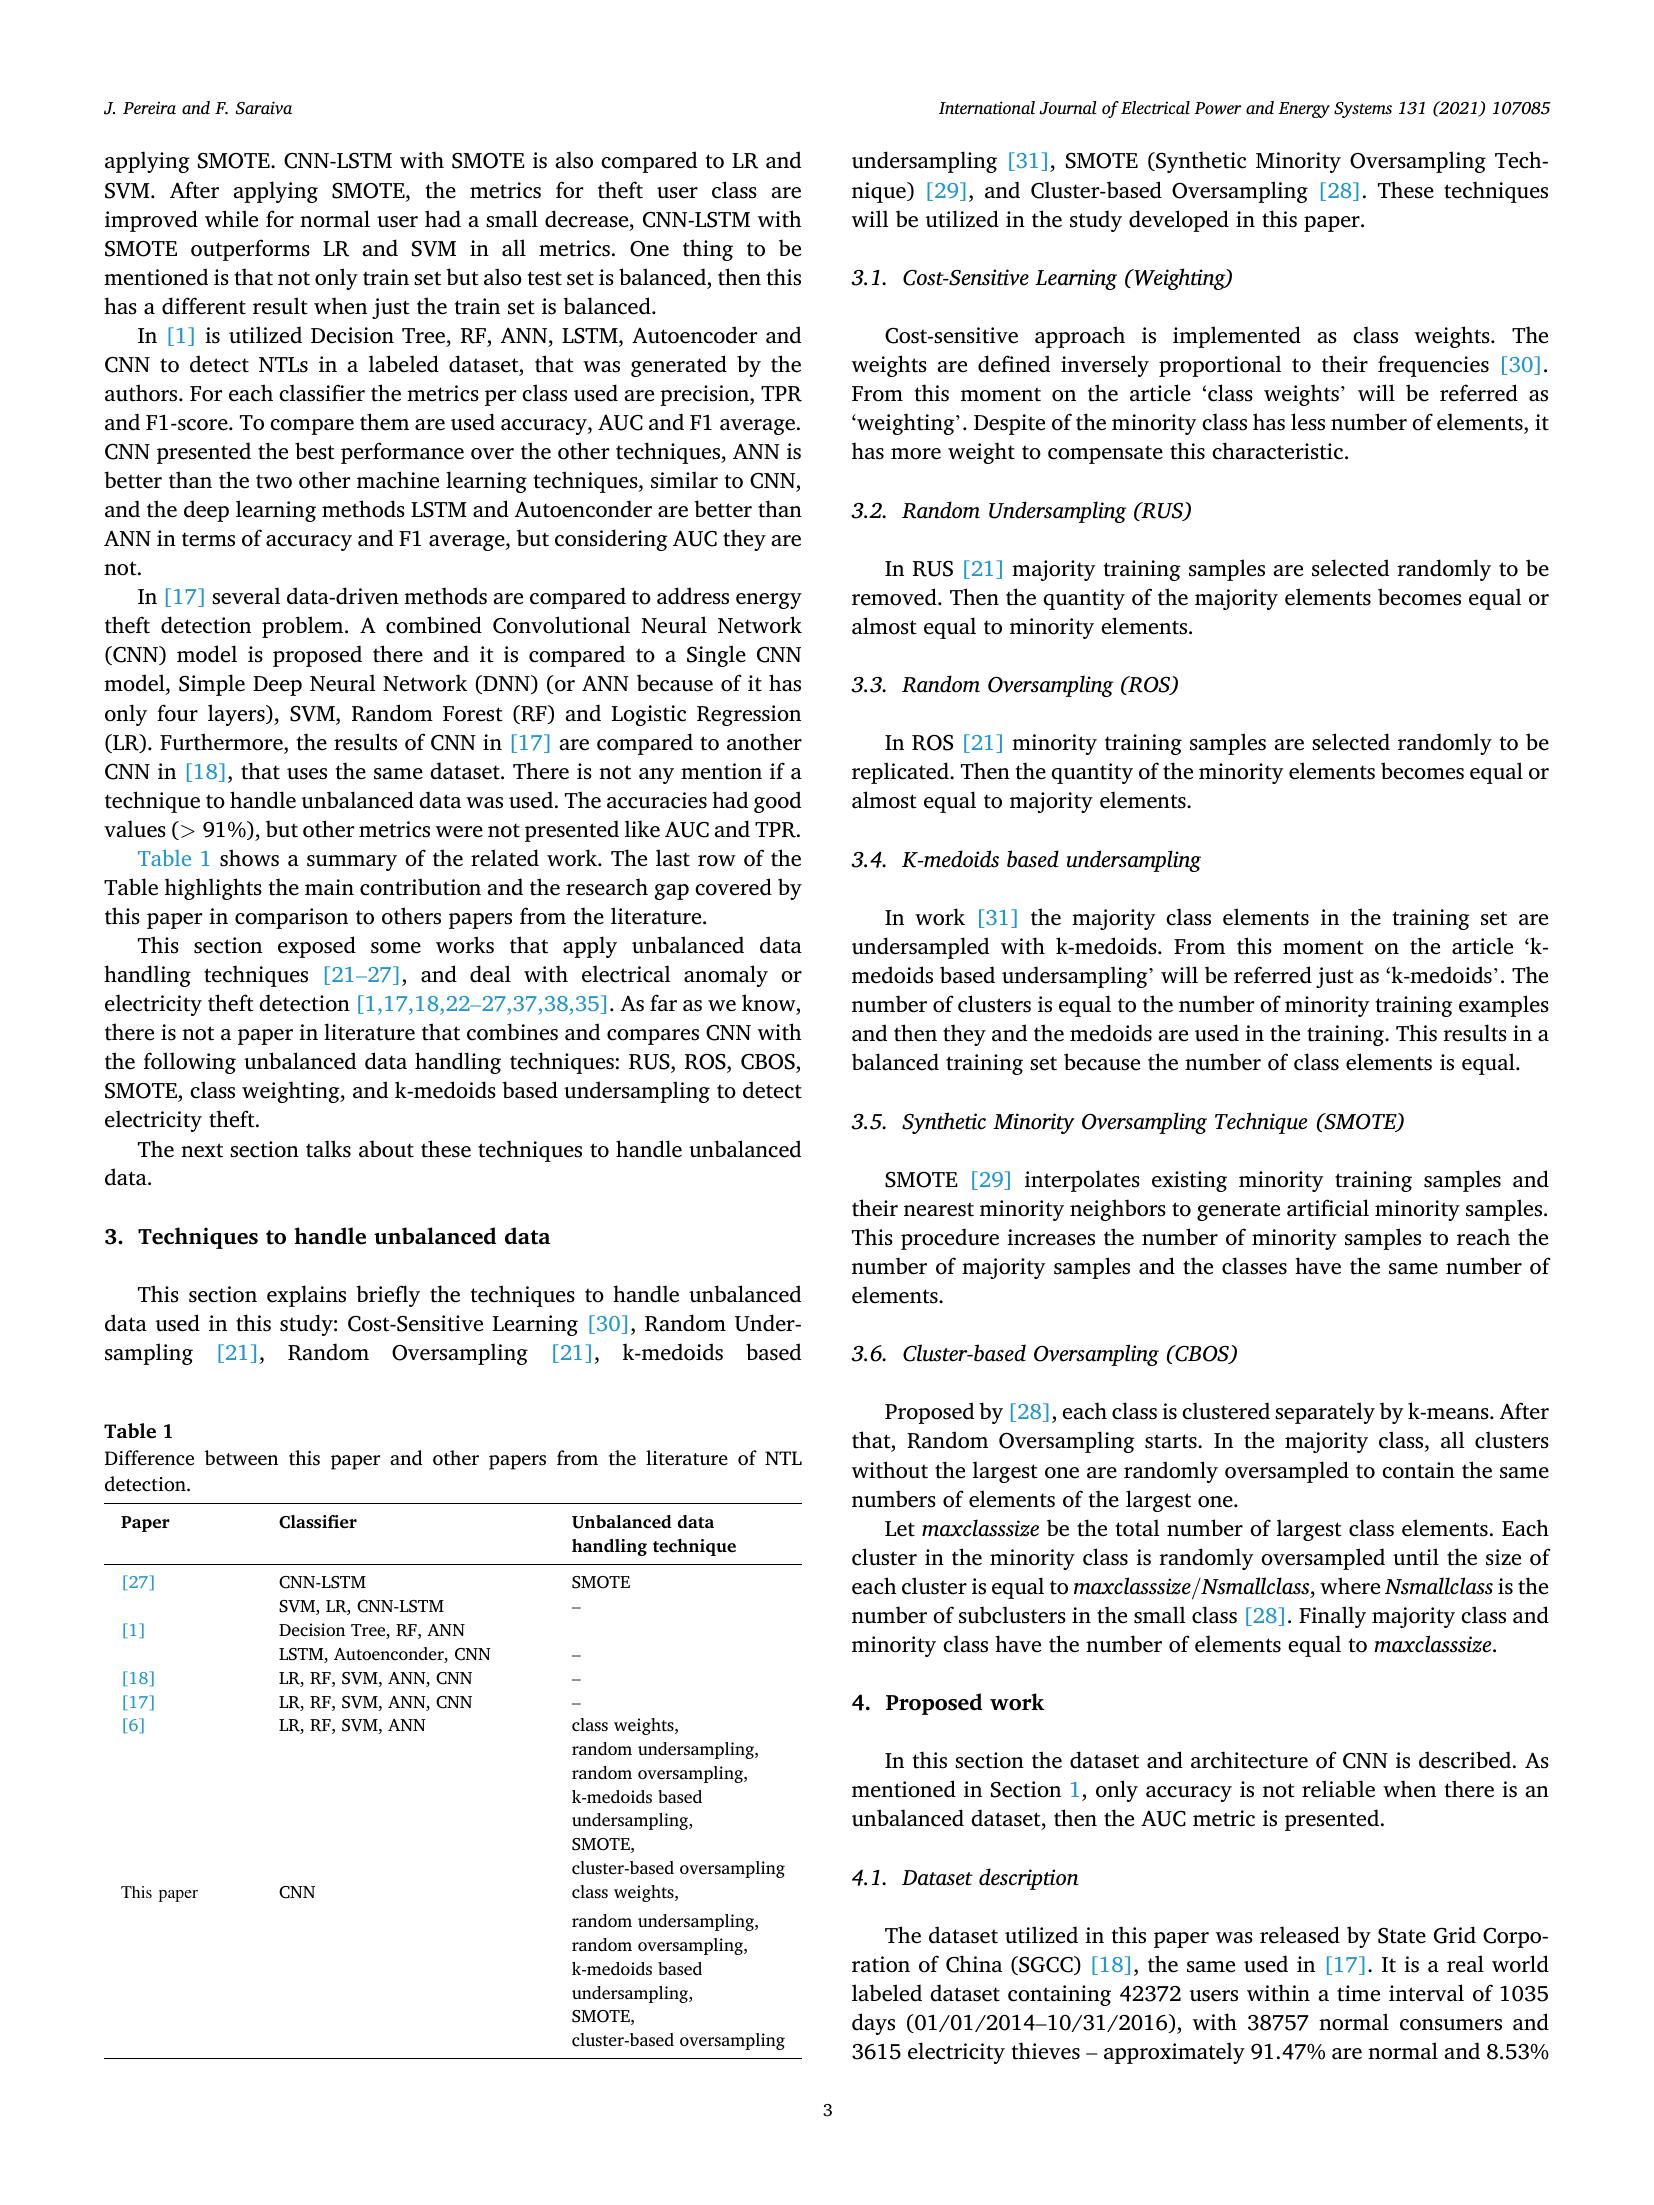 J. Pereira and F. Saraiva
International Journal of Electrical Power and Energy Systems 131 (2021) 107085
applying SMOTE. CNN-LSTM with SMOTE is also compared to LR and
SVM. After applying SMOTE, the metrics for theft user class are
improved while for normal user had a small decrease, CNN-LSTM with
SMOTE outperforms LR and SVM in all metrics. One thing to be
mentioned is that not only train set but also test set is balanced, then this
has a different result when just the train set is balanced.
In [1] is utilized Decision Tree, RF, ANN, LSTM, Autoencoder and
CNN to detect NTLs in a labeled dataset, that was generated by the
authors. For each classifier the metrics per class used are precision, TPR
and F1-score. To compare them are used accuracy, AUC and F1 average.
CNN presented the best performance over the other techniques, ANN is
better than the two other machine learning techniques, similar to CNN,
and the deep learning methods LSTM and Autoenconder are better than
ANN in terms of accuracy and F1 average, but considering AUC they are
not.
In [17] several data-driven methods are compared to address energy
theft detection problem. A combined Convolutional Neural Network
(CNN) model is proposed there and it is compared to a Single CNN
model, Simple Deep Neural Network (DNN) (or ANN because of it has
only four layers), SVM, Random Forest (RF) and Logistic Regression
(LR). Furthermore, the results of CNN in [17] are compared to another
CNN in [18], that uses the same dataset. There is not any mention if a
technique to handle unbalanced data was used. The accuracies had good
values (> 91%), but other metrics were not presented like AUC and TPR.
Table 1 shows a summary of the related work. The last row of the
Table highlights the main contribution and the research gap covered by
this paper in comparison to others papers from the literature.
This section exposed some works that apply unbalanced data
handling techniques [21–27], and deal with electrical anomaly or
electricity theft detection [1,17,18,22–27,37,38,35]. As far as we know,
there is not a paper in literature that combines and compares CNN with
the following unbalanced data handling techniques: RUS, ROS, CBOS,
SMOTE, class weighting, and k-medoids based undersampling to detect
electricity theft.
The next section talks about these techniques to handle unbalanced
data.
3. Techniques to handle unbalanced data
This section explains briefly the techniques to handle unbalanced
data used in this study: Cost-Sensitive Learning [30], Random Under-
sampling [21], Random Oversampling [21], k-medoids based
Table 1
Difference between this paper and other papers from the literature of NTL
detection.
Paper Classifier Unbalanced data
handling technique
[27] CNN-LSTM SMOTE
SVM, LR, CNN-LSTM –
[1] Decision Tree, RF, ANN
LSTM, Autoenconder, CNN –
[18] LR, RF, SVM, ANN, CNN –
[17] LR, RF, SVM, ANN, CNN –
[6] LR, RF, SVM, ANN class weights,
random undersampling,
random oversampling,
k-medoids based
undersampling,
SMOTE,
cluster-based oversampling
This paper CNN class weights,
random undersampling,
random oversampling,
k-medoids based
undersampling,
SMOTE,
cluster-based oversampling
undersampling [31], SMOTE (Synthetic Minority Oversampling Tech-
nique) [29], and Cluster-based Oversampling [28]. These techniques
will be utilized in the study developed in this paper.
3.1. Cost-Sensitive Learning (Weighting)
Cost-sensitive approach is implemented as class weights. The
weights are defined inversely proportional to their frequencies [30].
From this moment on the article ‘class weights’ will be referred as
‘weighting’. Despite of the minority class has less number of elements, it
has more weight to compensate this characteristic.
3.2. Random Undersampling (RUS)
In RUS [21] majority training samples are selected randomly to be
removed. Then the quantity of the majority elements becomes equal or
almost equal to minority elements.
3.3. Random Oversampling (ROS)
In ROS [21] minority training samples are selected randomly to be
replicated. Then the quantity of the minority elements becomes equal or
almost equal to majority elements.
3.4. K-medoids based undersampling
In work [31] the majority class elements in the training set are
undersampled with k-medoids. From this moment on the article ‘k-
medoids based undersampling’ will be referred just as ‘k-medoids’. The
number of clusters is equal to the number of minority training examples
and then they and the medoids are used in the training. This results in a
balanced training set because the number of class elements is equal.
3.5. Synthetic Minority Oversampling Technique (SMOTE)
SMOTE [29] interpolates existing minority training samples and
their nearest minority neighbors to generate artificial minority samples.
This procedure increases the number of minority samples to reach the
number of majority samples and the classes have the same number of
elements.
3.6. Cluster-based Oversampling (CBOS)
Proposed by [28], each class is clustered separately by k-means. After
that, Random Oversampling starts. In the majority class, all clusters
without the largest one are randomly oversampled to contain the same
numbers of elements of the largest one.
Let maxclasssize be the total number of largest class elements. Each
cluster in the minority class is randomly oversampled until the size of
each cluster is equal to maxclasssize/Nsmallclass, where Nsmallclass is the
number of subclusters in the small class [28]. Finally majority class and
minority class have the number of elements equal to maxclasssize.
4. Proposed work
In this section the dataset and architecture of CNN is described. As
mentioned in Section 1, only accuracy is not reliable when there is an
unbalanced dataset, then the AUC metric is presented.
4.1. Dataset description
The dataset utilized in this paper was released by State Grid Corpo-
ration of China (SGCC) [18], the same used in [17]. It is a real world
labeled dataset containing 42372 users within a time interval of 1035
days (01/01/2014–10/31/2016), with 38757 normal consumers and
3615 electricity thieves – approximately 91.47% are normal and 8.53%
3